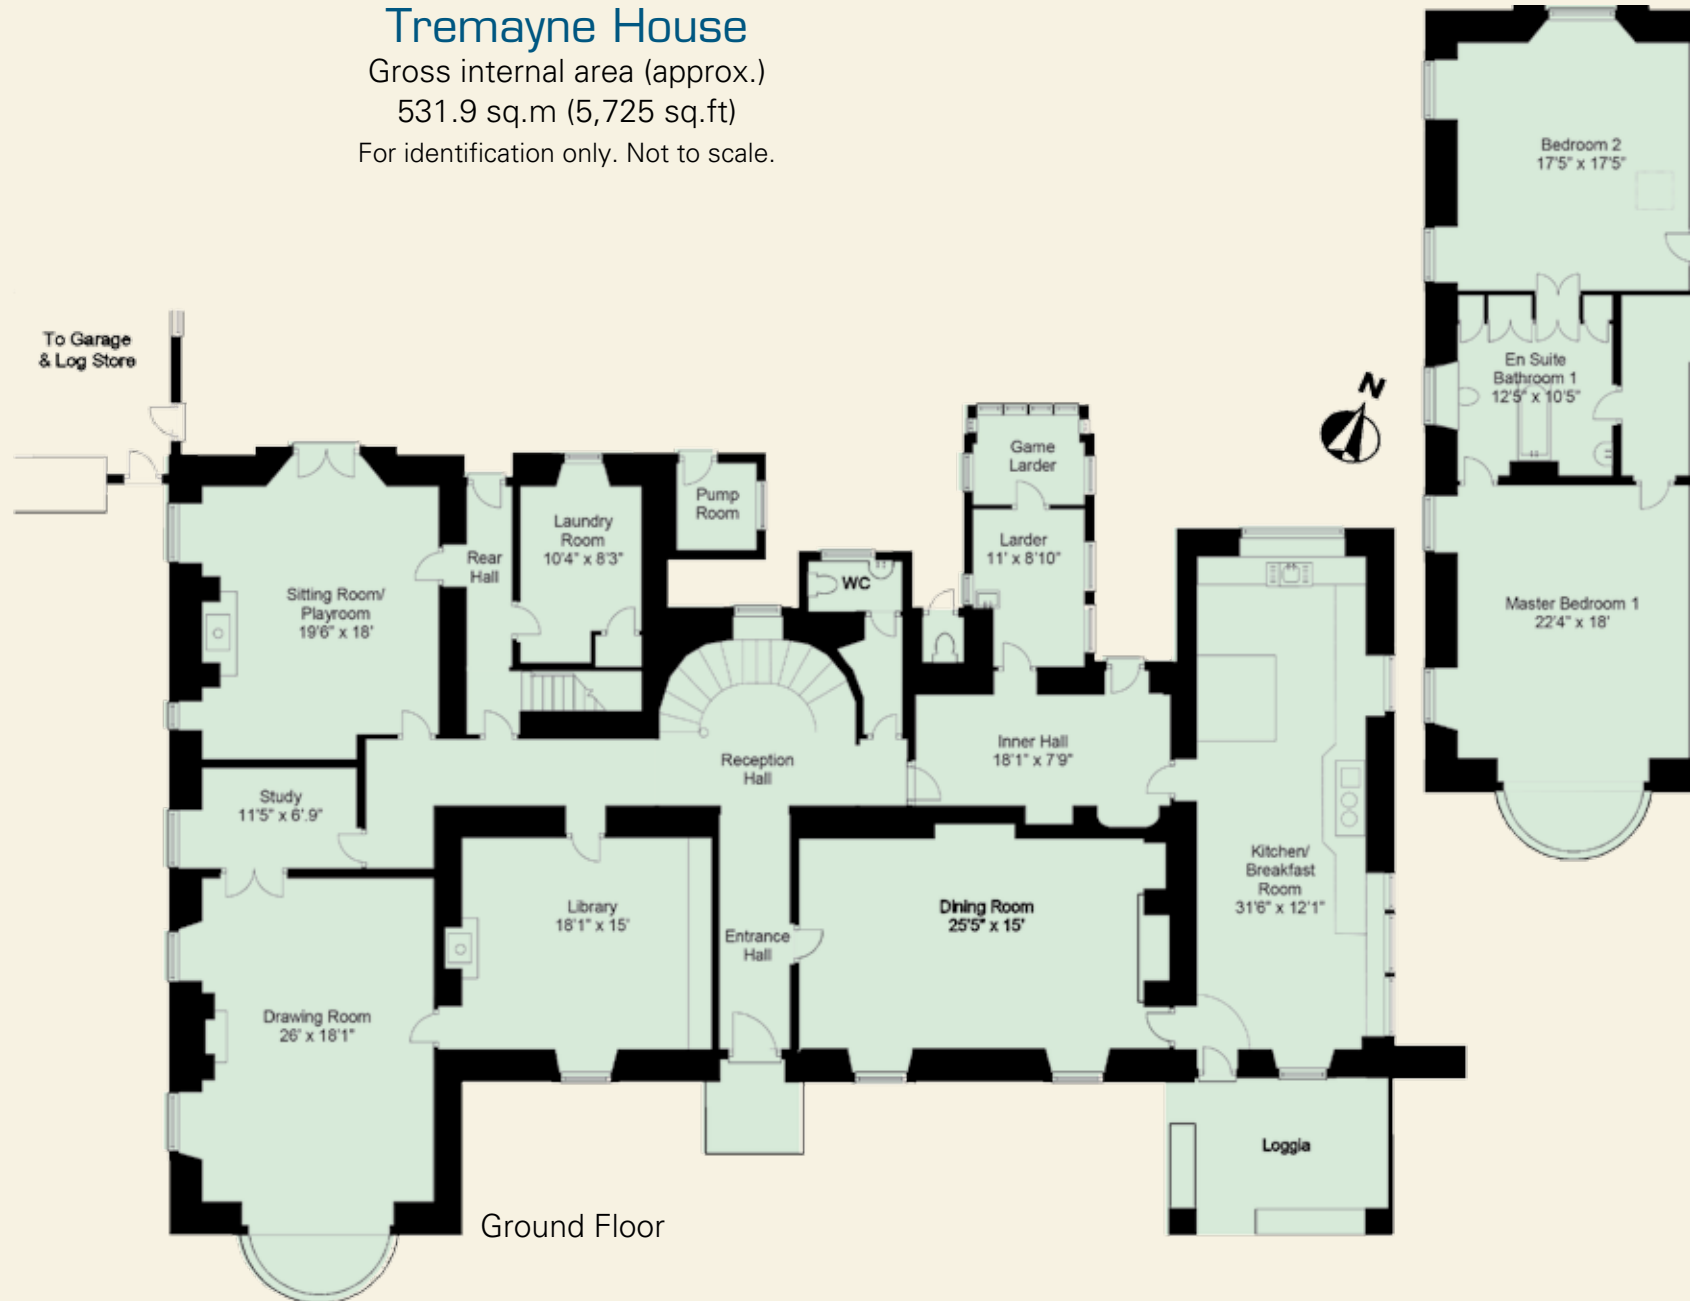 Tremayne House
Gross internal area (approx.)
531.9 sq.m (5,725 sq.ft)
For identification only. Not to scale.
To Garage
& Log Store
Sitting Room/
Playroom
19'6" x 18'
Rear
Hall
Laundry
Room
10'4" x 8'3"
Pump
Room
WC
Game
Larder
Larder
11' x 8'10"
N
Reception
Hall
Inner Hall
18'1" x 7'9"
Study
11'5" x 6'.9"
Library
18'1" x 15'
Entrance
Hall
Dining Room
25'5" x 15'
Kitchen/
Breakfast
Room
31'6" x 12'1"
Drawing Room
26' x 18'1"
Loggia
Ground Floor
Bedroom 2
17'5" x 17'5"
En Suite
Bathroom 1
12'5" x 10'5"
Master Bedroom 1
22'4" x 18'